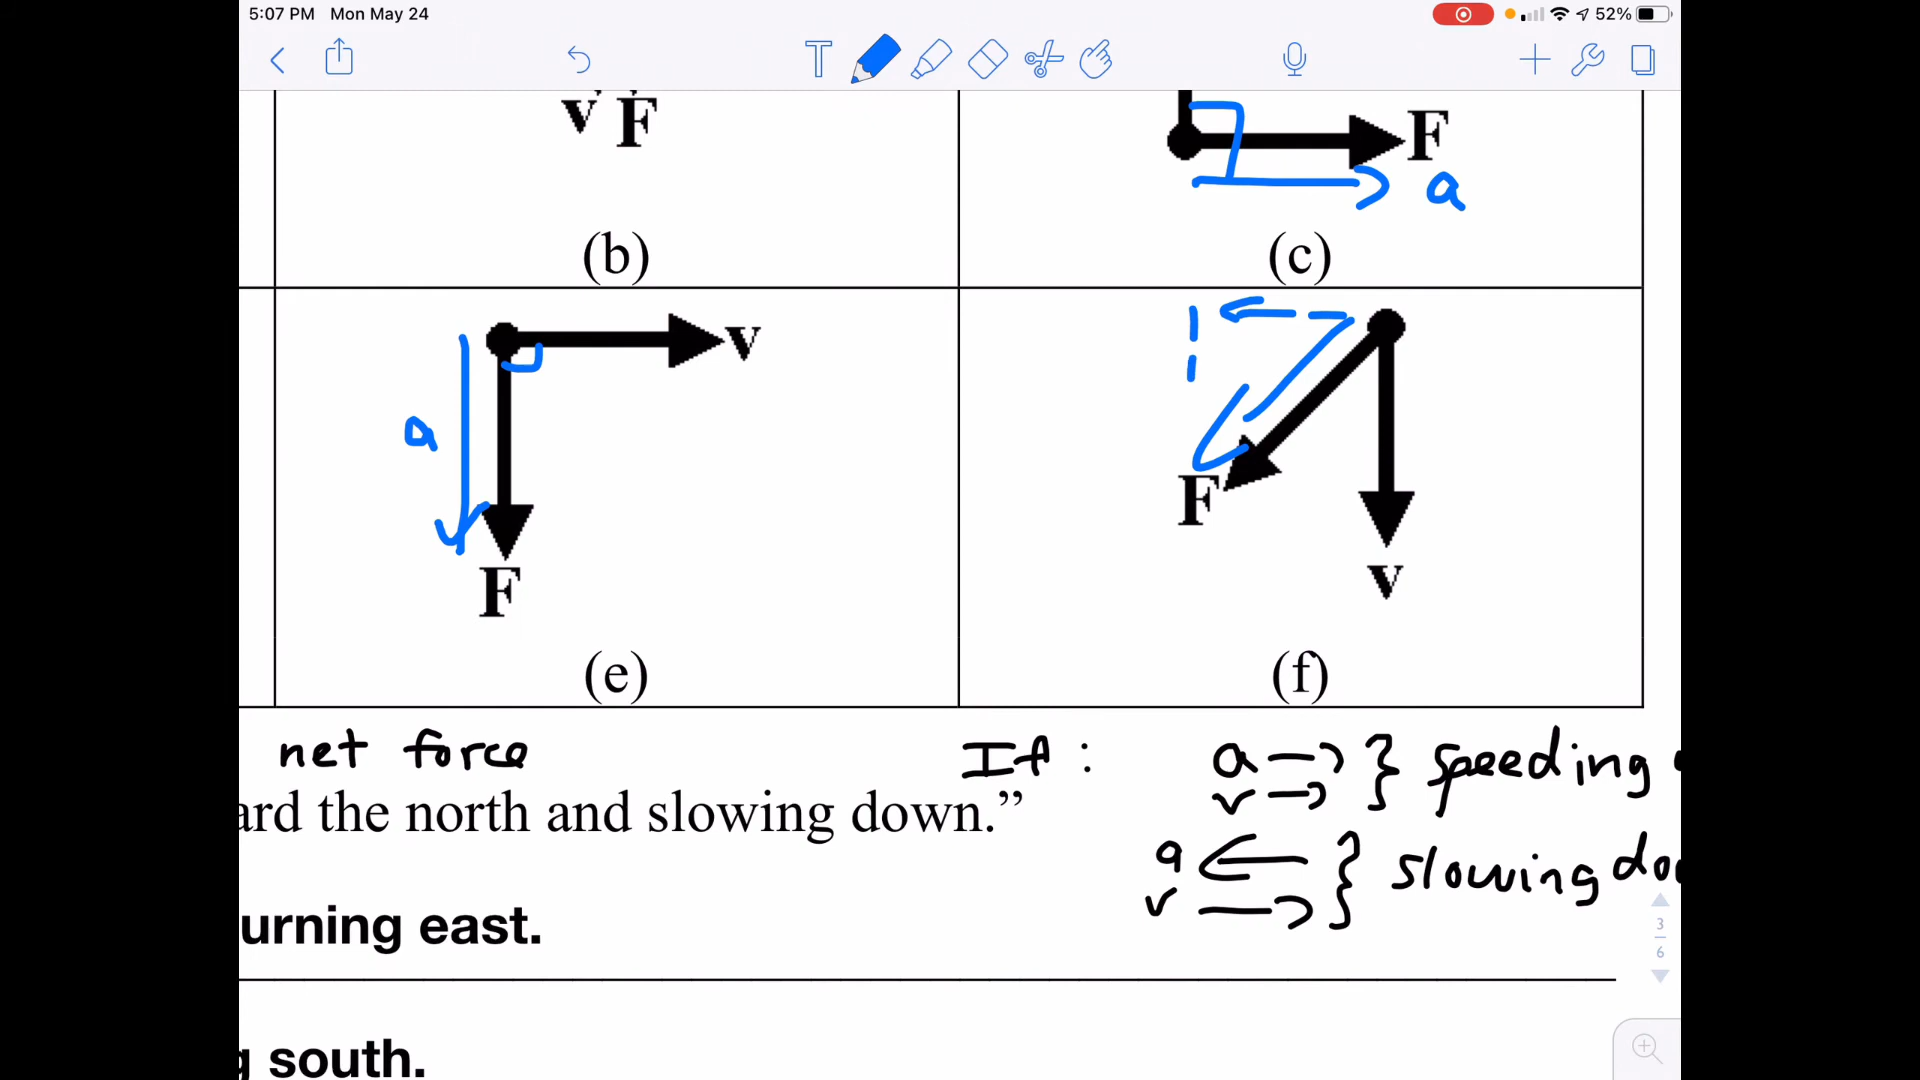 5:07 PM Mon May 24 52%
T
v F
F
a
(b)
(c)
v
a
F
F
v
(e)
(f)
net force
If : a } speeding
v
ard the north and slowing down.”
a } slowing
v
urning east.
3
6
south.